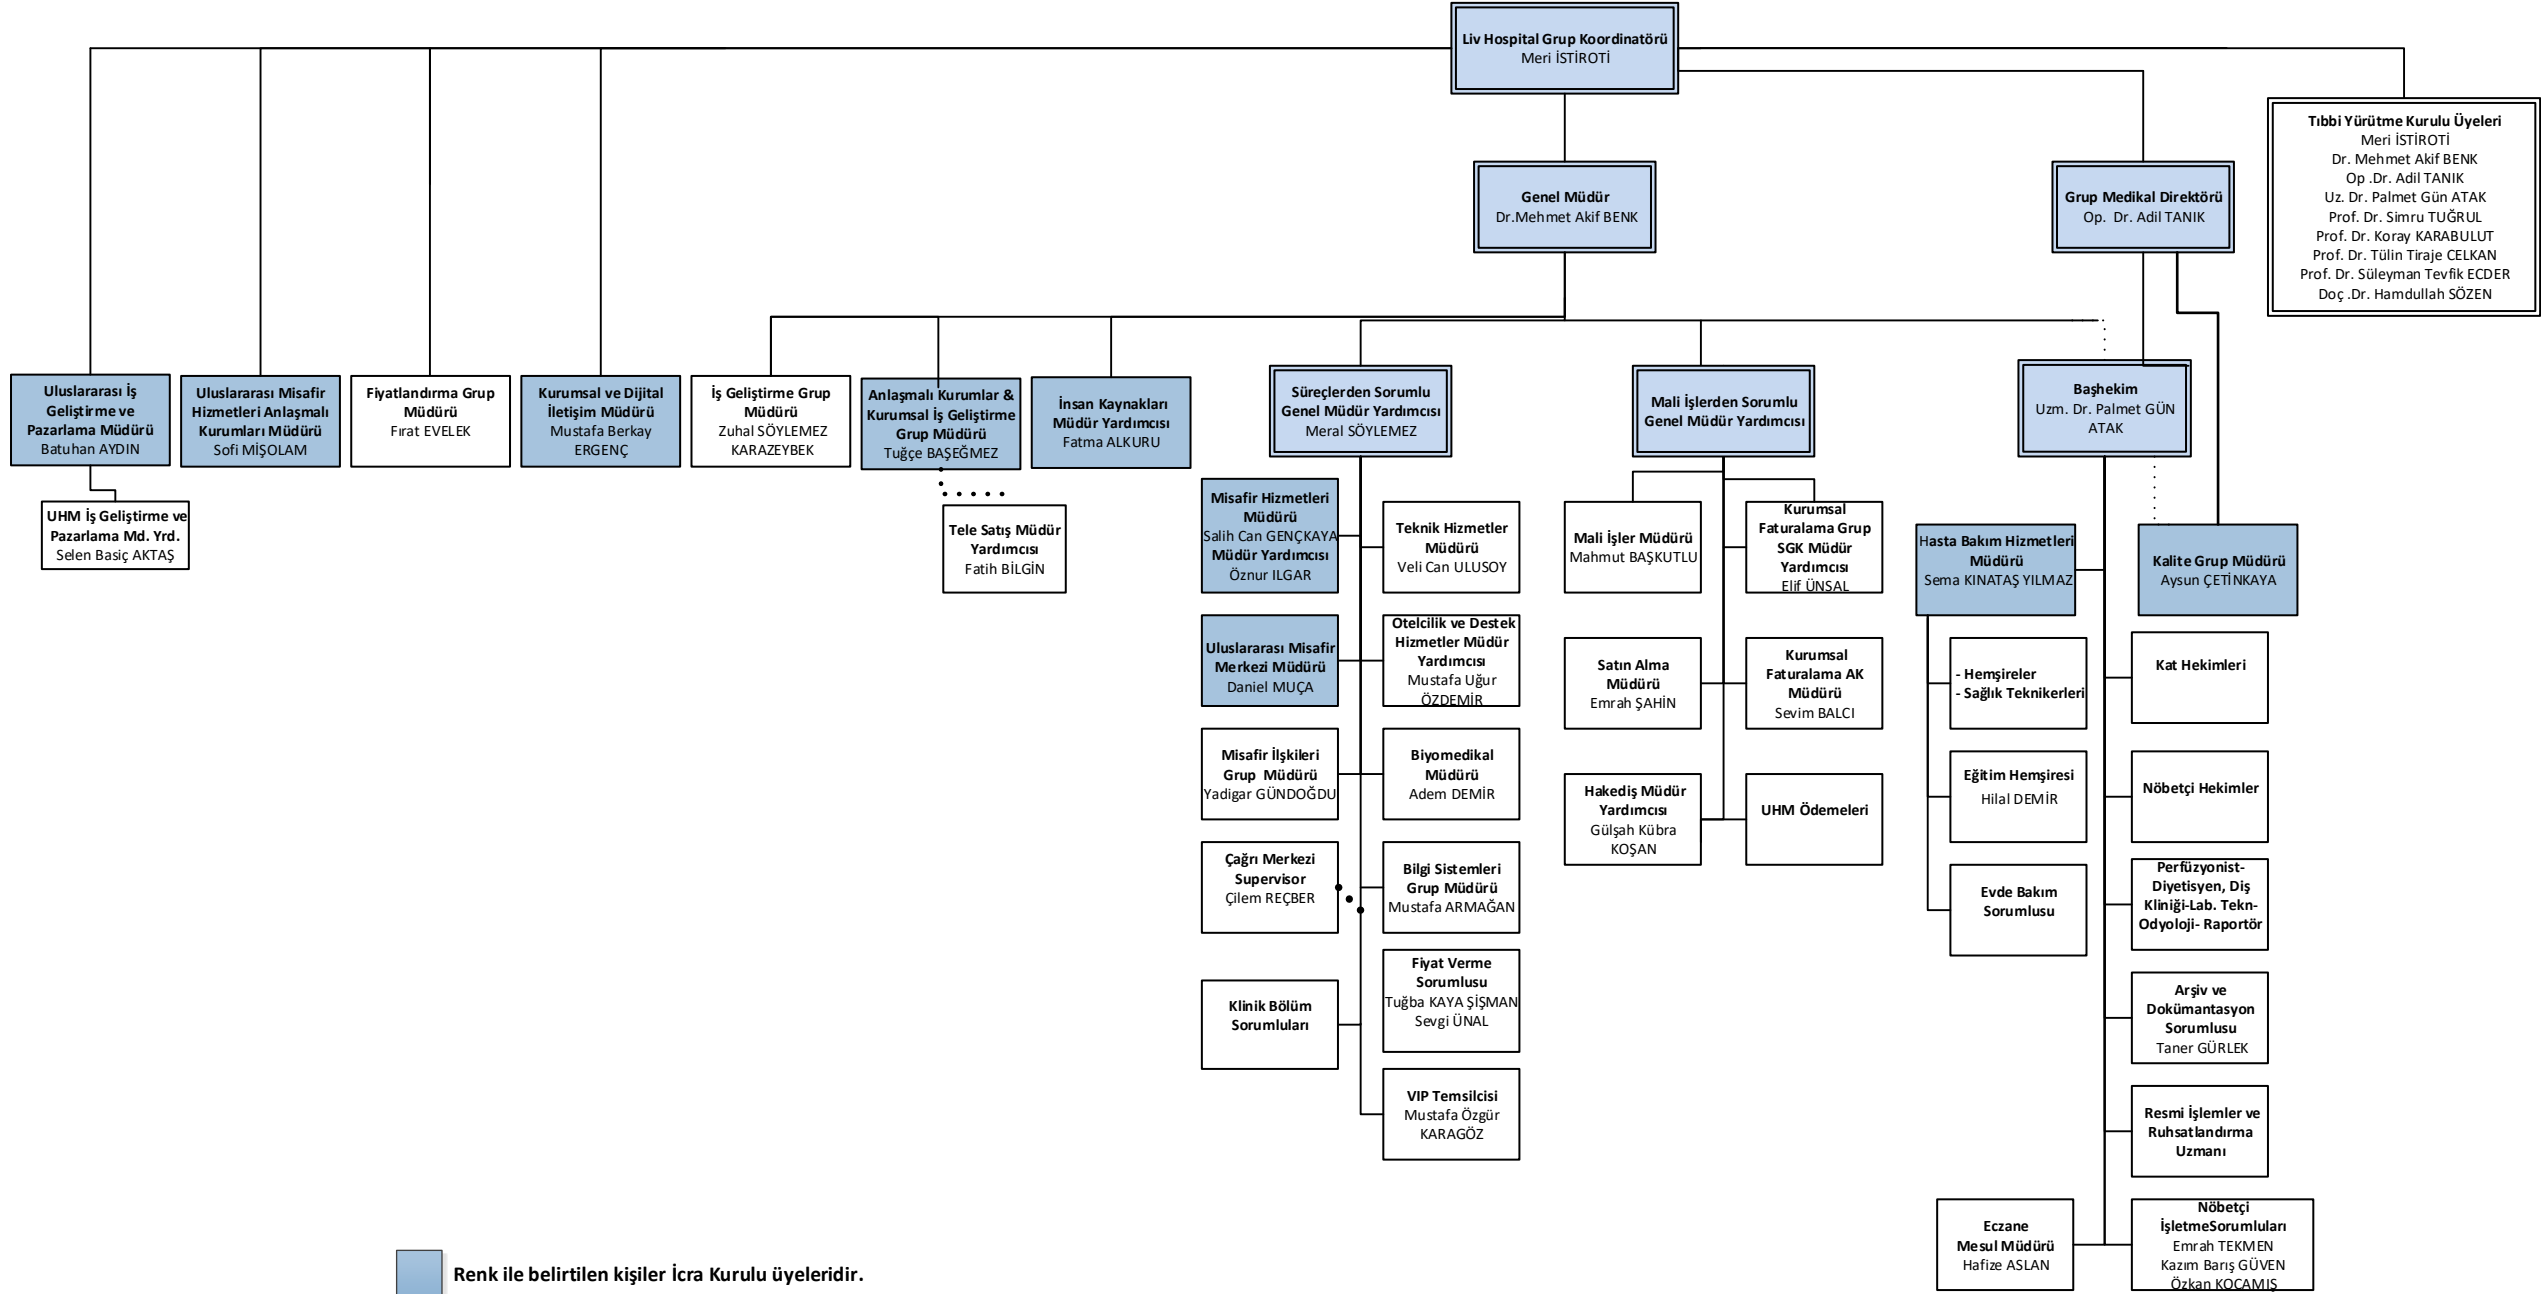 Liv Hospital Grup Koordinatörü
Meri İSTİROTİ
Tıbbi Yürütme Kurulu Üyeleri
Meri İSTİROTİ
Dr. Mehmet Akif BENK
Op .Dr. Adil TANIK
Uz. Dr. Palmet Gün ATAK
Prof. Dr. Simru TUĞRUL
Prof. Dr. Koray KARABULUT
Prof. Dr. Tülin Tiraje CELKAN
Prof. Dr. Süleyman Tevfik ECDER
Doç .Dr. Hamdullah SÖZEN
Genel Müdür
Dr.Mehmet Akif BENK
Grup Medikal Direktörü
Op. Dr. Adil TANIK
Uluslararası İş
Geliştirme ve
Pazarlama Müdürü
Batuhan AYDIN
Uluslararası Misafir
Hizmetleri Anlaşmalı
Kurumları Müdürü
Sofi MİŞOLAM
Fiyatlandırma Grup
Müdürü
Fırat EVELEK
Kurumsal ve Dijital
İletişim Müdürü
Mustafa Berkay
ERGENÇ
İş Geliştirme Grup
Müdürü
Zuhal SÖYLEMEZ
KARAZEYBEK
Anlaşmalı Kurumlar &
Kurumsal İş Geliştirme
Grup Müdürü
Tuğçe BAŞEĞMEZ
İnsan Kaynakları
Müdür Yardımcısı
Fatma ALKURU
Süreçlerden Sorumlu
Genel Müdür Yardımcısı
Meral SÖYLEMEZ
Mali İşlerden Sorumlu
Genel Müdür Yardımcısı
Başhekim
Uzm. Dr. Palmet GÜN
ATAK
UHM İş Geliştirme ve
Pazarlama Md. Yrd.
Selen Basiç AKTAŞ
Tele Satış Müdür
Yardımcısı
Fatih BİLGİN
Misafir Hizmetleri
Müdürü
Salih Can GENÇKAYA
Müdür Yardımcısı
Öznur ILGAR
Teknik Hizmetler
Müdürü
Veli Can ULUSOY
Mali İşler Müdürü
Mahmut BAŞKUTLU
Kurumsal
Faturalama Grup
SGK Müdür
Yardımcısı
Elif ÜNSAL
Hasta Bakım Hizmetleri
Müdürü
Sema KINATAŞ YILMAZ
Kalite Grup Müdürü
Aysun ÇETİNKAYA
Uluslararası Misafir
Merkezi Müdürü
Daniel MUÇA
Otelcilik ve Destek
Hizmetler Müdür
Yardımcısı
Mustafa Uğur
ÖZDEMİR
Satın Alma
Müdürü
Emrah ŞAHİN
Kurumsal
Faturalama AK
Müdürü
Sevim BALCI
- Hemşireler
- Sağlık Teknikerleri
Kat Hekimleri
Misafir İlşkileri
Grup Müdürü
Yadigar GÜNDOĞDU
Biyomedikal
Müdürü
Adem DEMİR
Hakediş Müdür
Yardımcısı
Gülşah Kübra
KOŞAN
UHM Ödemeleri
Eğitim Hemşiresi
Hilal DEMİR
Nöbetçi Hekimler
Çağrı Merkezi
Supervisor
Çilem REÇBER
Bilgi Sistemleri
Grup Müdürü
Mustafa ARMAĞAN
Evde Bakım
Sorumlusu
Perfüzyonist-
Diyetisyen, Diş
Kliniği-Lab. Tekn-
Odyoloji- Raportör
Klinik Bölüm
Sorumluları
Fiyat Verme
Sorumlusu
Tuğba KAYA ŞİŞMAN
Sevgi ÜNAL
Arşiv ve
Dokümantasyon
Sorumlusu
Taner GÜRLEK
VIP Temsilcisi
Mustafa Özgür
KARAGÖZ
Resmi İşlemler ve
Ruhsatlandırma
Uzmanı
Eczane
Mesul Müdürü
Hafize ASLAN
Nöbetçi
İşletmeSorumluları
Emrah TEKMEN
Kazım Barış GÜVEN
Özkan KOCAMIŞ
Renk ile belirtilen kişiler İcra Kurulu üyeleridir.